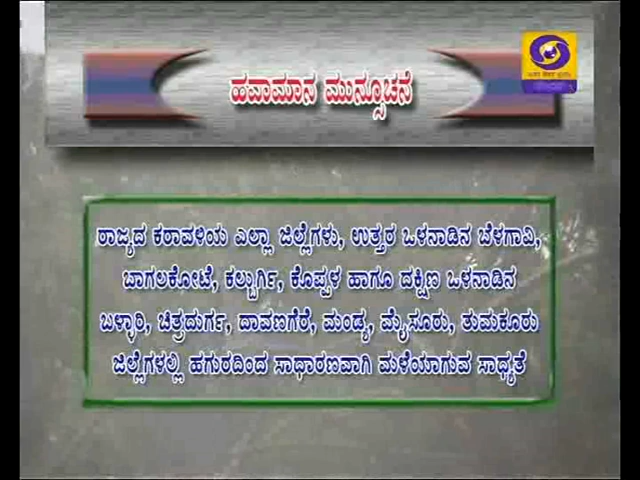 ಹವಾಮಾನ ಮುನ್ಸೂಚನೆ
ರಾಜ್ಯದ ಕರಾವಳಿಯ ಎಲ್ಲಾ ಜಿಲ್ಲೆಗಳು, ಉತ್ತರ ಒಳನಾಡಿನ ಬೆಳಗಾವಿ,
ಬಾಗಲಕೋಟೆ, ಕಲ್ಬುರ್ಗಿ, ಕೊಪ್ಪಳ ಹಾಗೂ ದಕ್ಷಿಣ ಒಳನಾಡಿನ
ಬಳ್ಳಾರಿ, ಚಿತ್ರದುರ್ಗ, ದಾವಣಗೆರೆ, ಮಂಡ್ಯ, ಮೈಸೂರು, ತುಮಕೂರು
ಜಿಲ್ಲೆಗಳಲ್ಲಿ ಹಗುರದಿಂದ ಸಾಧಾರಣವಾಗಿ ಮಳೆಯಾಗುವ ಸಾಧ್ಯತೆ